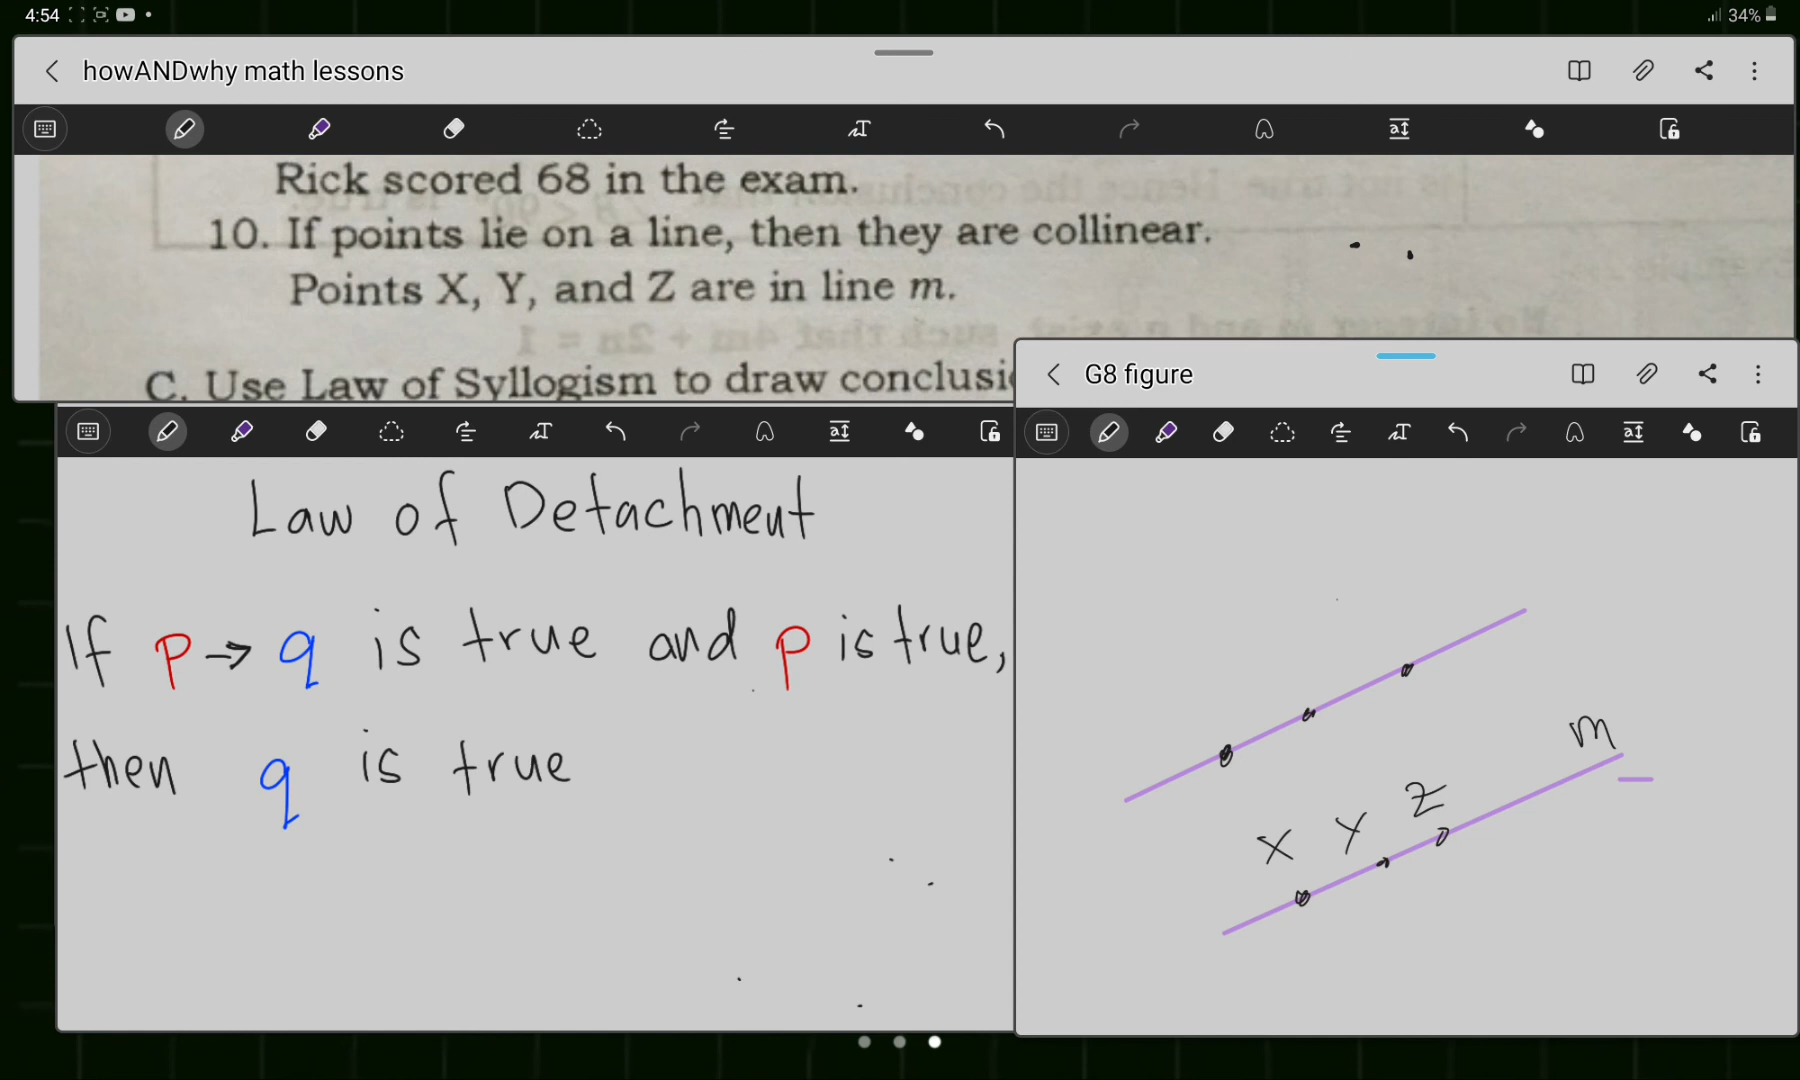 4:54
34%
howANDwhy math lessons
Rick scored 68 in the exam.
10. If points lie on a line, then they are collinear.
Points X, Y, and Z are in line m.
C. Use Law of Syllogism to draw
G8 figure
Law of Detachment
If p → q is true and p is true,
then q is true
m
X Y Z